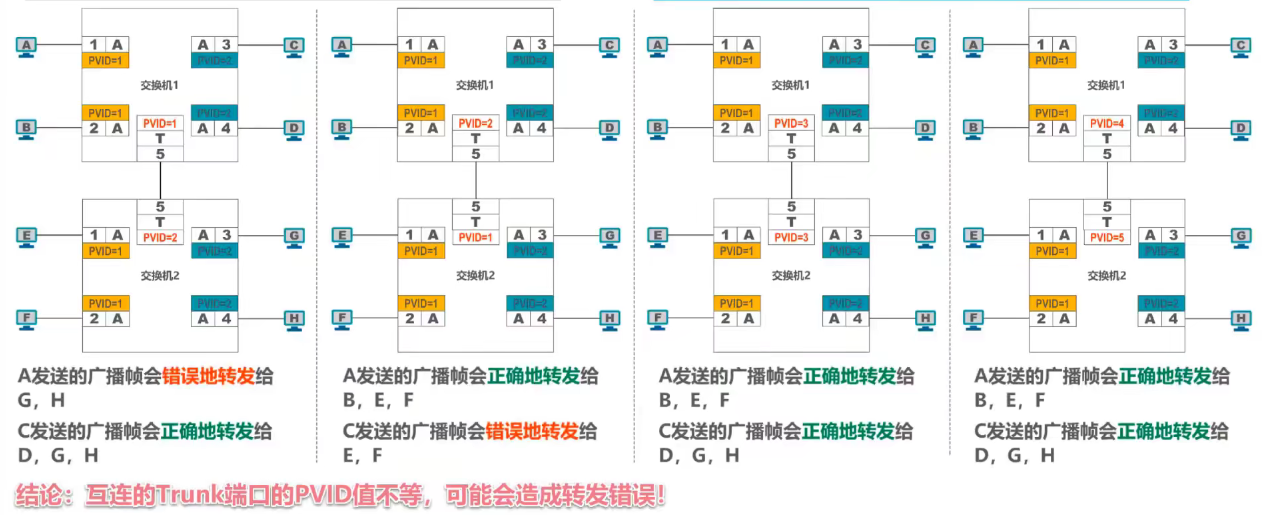 A
1 A
PVID=1
A 3
PVID=2
C
交换机1
B
PVID=1
2 A
PVID=1
T
5
PVID=2
A 4
D
E
1 A
PVID=1
5
T
PVID=2
A 3
PVID=2
G
交换机2
F
PVID=1
2 A
PVID=2
A 4
H
A发送的广播帧会错误地转发给
G，H
C发送的广播帧会正确地转发给
D，G，H
A
1 A
PVID=1
A 3
PVID=2
C
交换机1
B
PVID=1
2 A
PVID=2
T
5
PVID=2
A 4
D
E
1 A
PVID=1
5
T
PVID=1
A 3
PVID=2
G
交换机2
F
PVID=1
2 A
PVID=2
A 4
H
A发送的广播帧会正确地转发给
B，E，F
C发送的广播帧会错误地转发给
E，F
A
1 A
PVID=1
A 3
PVID=2
C
交换机1
B
PVID=1
2 A
PVID=3
T
5
PVID=2
A 4
D
E
1 A
PVID=1
5
T
PVID=3
A 3
PVID=2
G
交换机2
F
PVID=1
2 A
PVID=2
A 4
H
A发送的广播帧会正确地转发给
B，E，F
C发送的广播帧会正确地转发给
D，G，H
A
1 A
PVID=1
A 3
PVID=2
C
交换机1
B
PVID=1
2 A
PVID=4
T
5
PVID=2
A 4
D
E
1 A
PVID=1
5
T
PVID=5
A 3
PVID=2
G
交换机2
F
PVID=1
2 A
PVID=2
A 4
H
A发送的广播帧会正确地转发给
B，E，F
C发送的广播帧会正确地转发给
D，G，H
结论：互连的Trunk端口的PVID值不等，可能会造成转发错误！